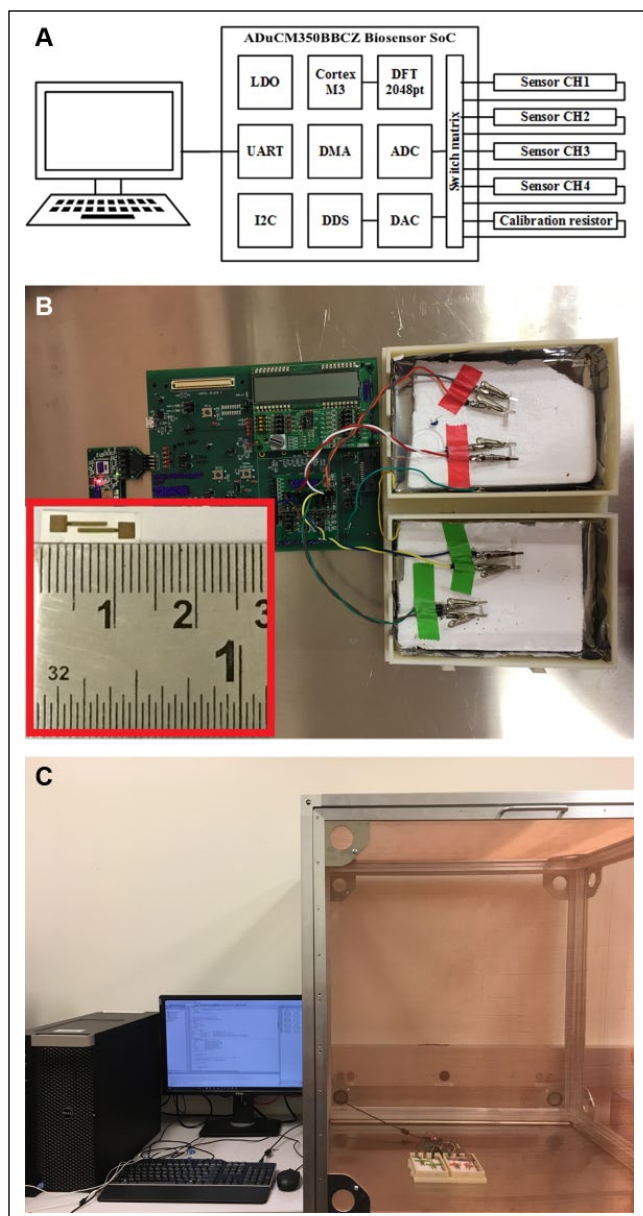 A
ADuCM350BBCZ Biosensor SoC
LDO
Cortex
M3
DFT
2048pt
UART
DMA
ADC
I2C
DDS
DAC
Switch matrix
Sensor CH1
Sensor CH2
Sensor CH3
Sensor CH4
Calibration resistor
B
1
2
3
32
1
C